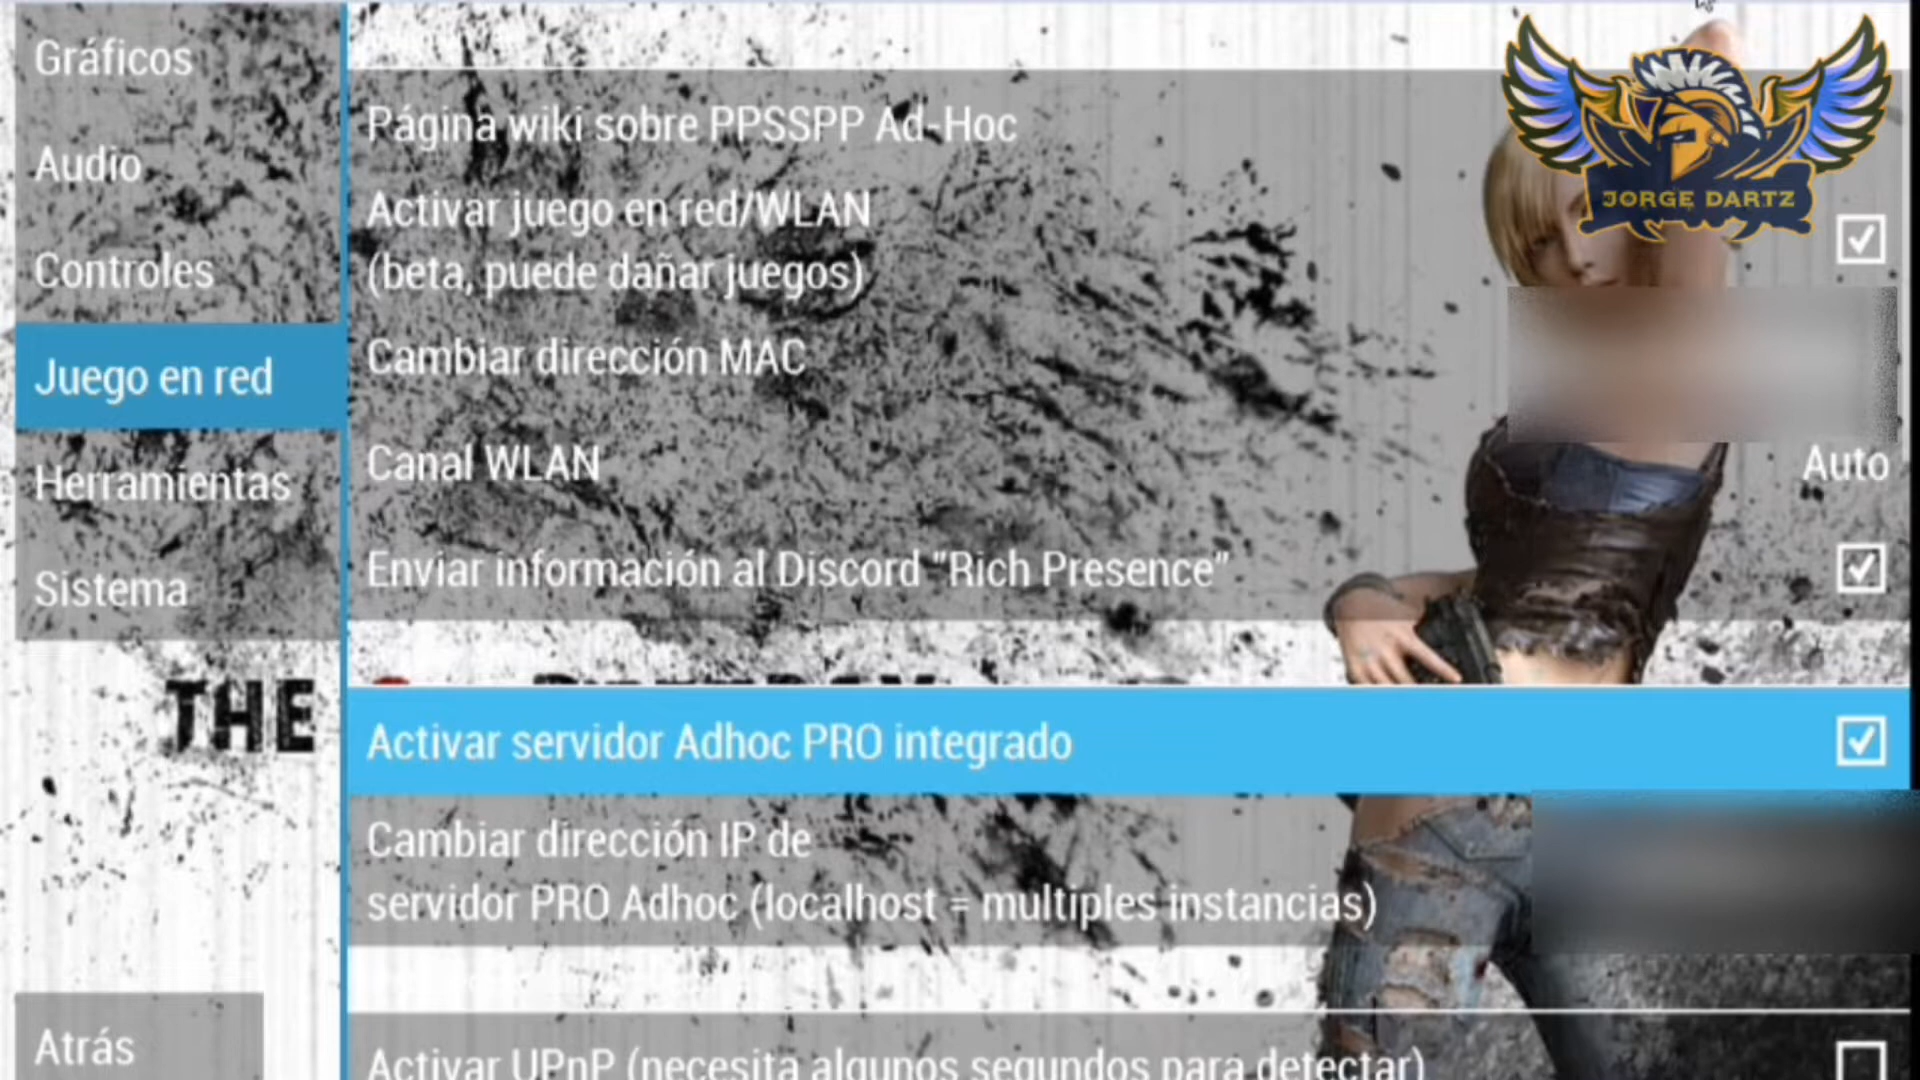 Gráficos
Audio
Controles
Juego en red
Herramientas
Sistema
THE
Atrás
JORGE DARTZ
Página wiki sobre PPSSPP Ad-Hoc
Activar juego en red/WLAN
(beta, puede dañar juegos)
Cambiar dirección MAC
Canal WLAN
Auto
Enviar información al Discord "Rich Presence"
Activar servidor Adhoc PRO integrado
Cambiar dirección IP de
servidor PRO Adhoc (localhost = multiples instancias)
Activar UPnP (necesita algunos segundos para detectar)